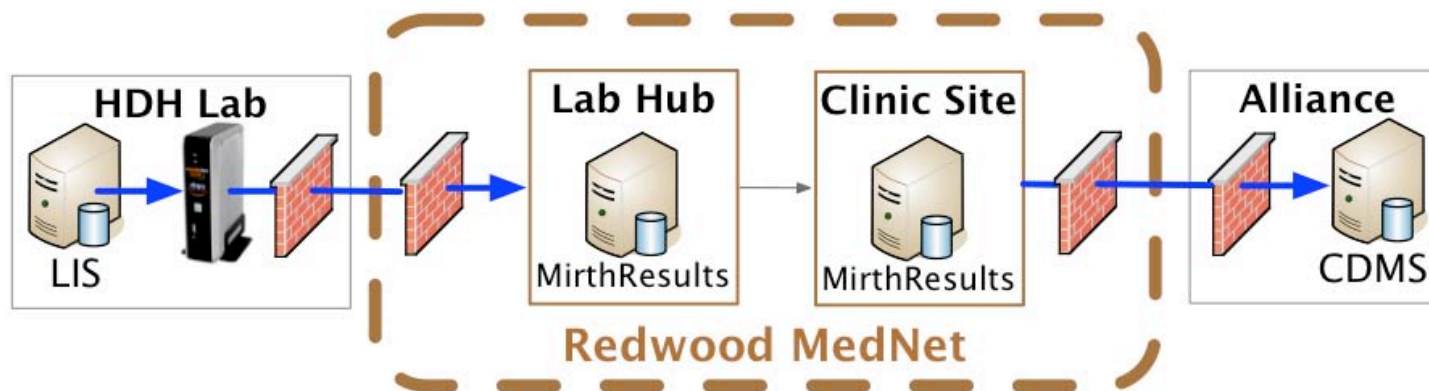 HDH Lab
LIS
Lab Hub
MirthResults
Clinic Site
MirthResults
Alliance
CDMS
Redwood MedNet